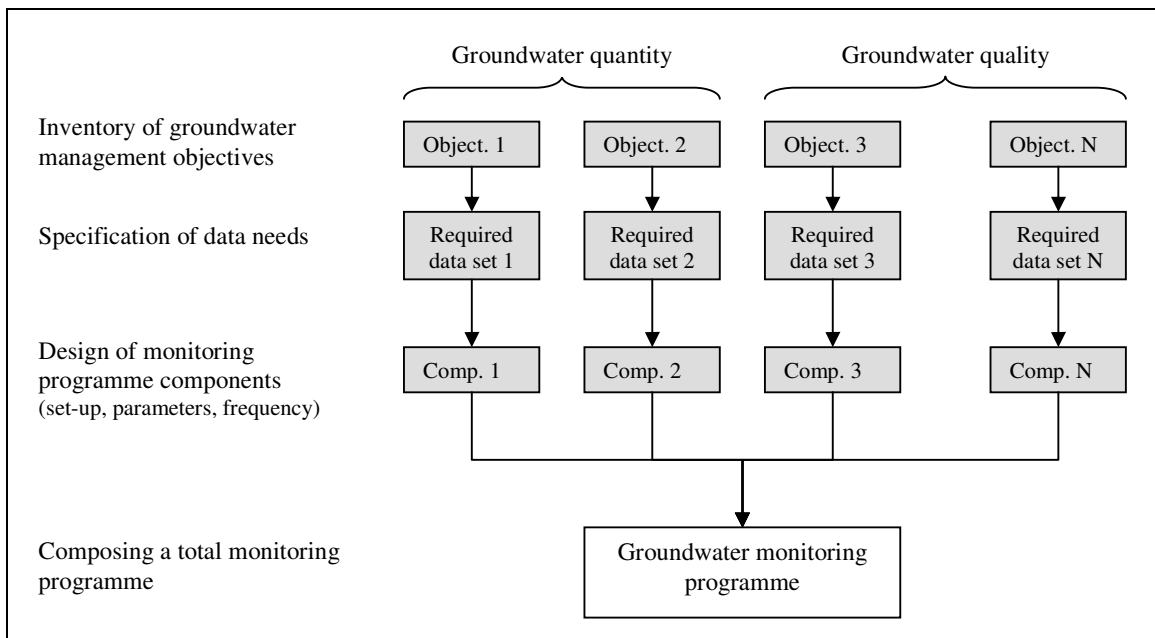 Groundwater quantity
Groundwater quality
Inventory of groundwater
management objectives
Object. 1
Object. 2
Object. 3
Object. N
Specification of data needs
Required
data set 1
Required
data set 2
Required
data set 3
Required
data set N
Design of monitoring
programme components
(set-up, parameters, frequency)
Comp. 1
Comp. 2
Comp. 3
Comp. N
Composing a total monitoring
programme
Groundwater monitoring
programme